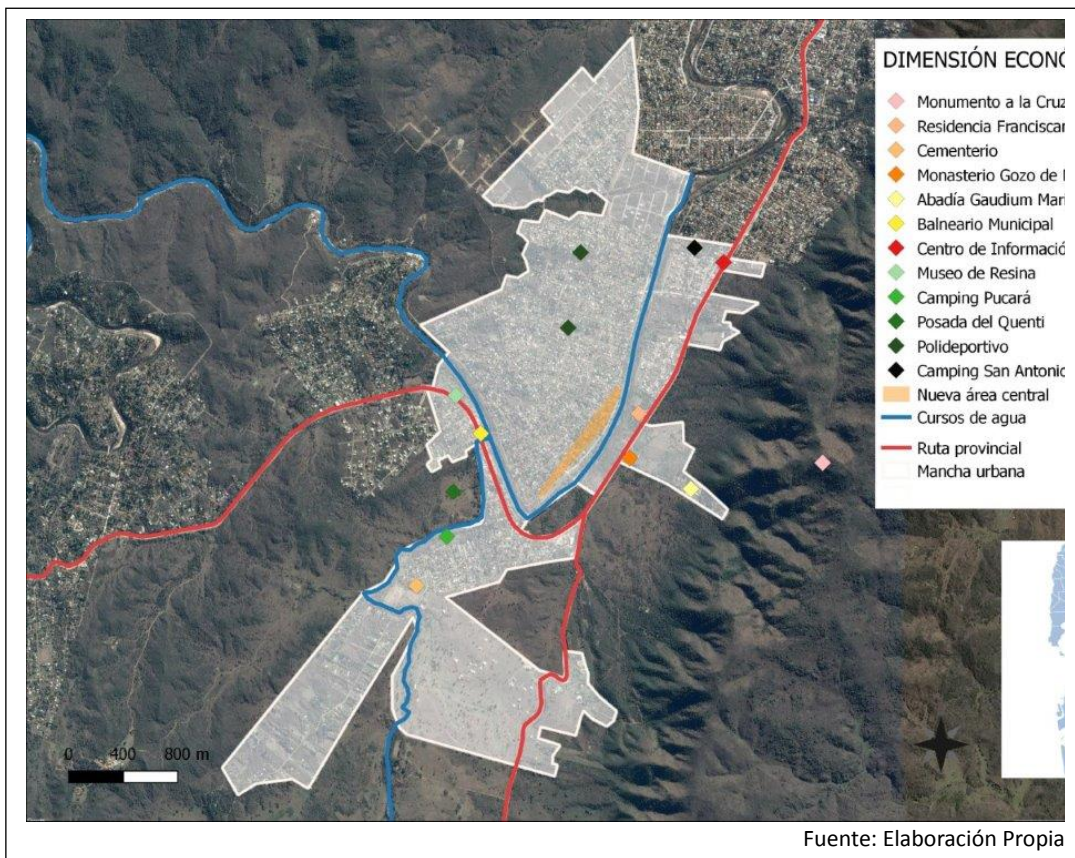 DIMENSIÓN ECONÓ
Monumento a la Cruz
Residencia Franciscan
Cementerio
Monasterio Gozo de
Abadía Gaudium Mari
Balneario Municipal
Centro de Informació
Museo de Resina
Camping Pucará
Posada del Quenti
Polideportivo
Camping San Antonio
Nueva área central
Cursos de agua
Ruta provincial
Mancha urbana
0 400 800 m
Fuente: Elaboración Propia